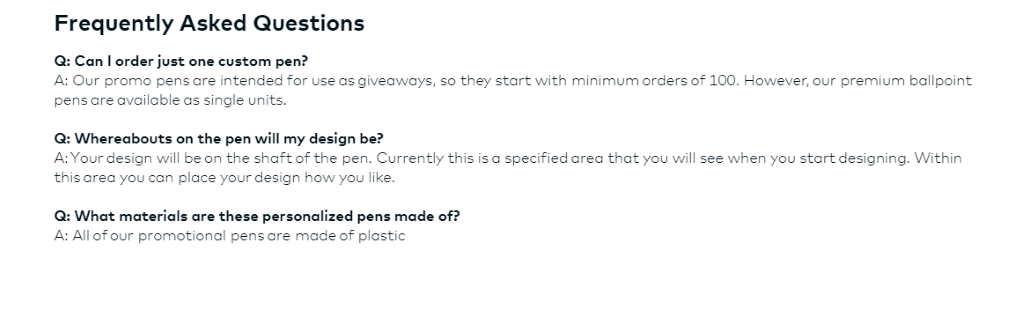 Frequently Asked Questions
Q: Can I order just one custom pen?
A: Our promo pens are intended for use as giveaways, so they start with minimum orders of 100. However, our premium ballpoint
pens are available as single units.
Q: Whereabouts on the pen will my design be?
A: Your design will be on the shaft of the pen. Currently this is a specified area that you will see when you start designing. Within
this area you can place your design how you like.
Q: What materials are these personalized pens made of?
A: All of our promotional pens are made of plastic